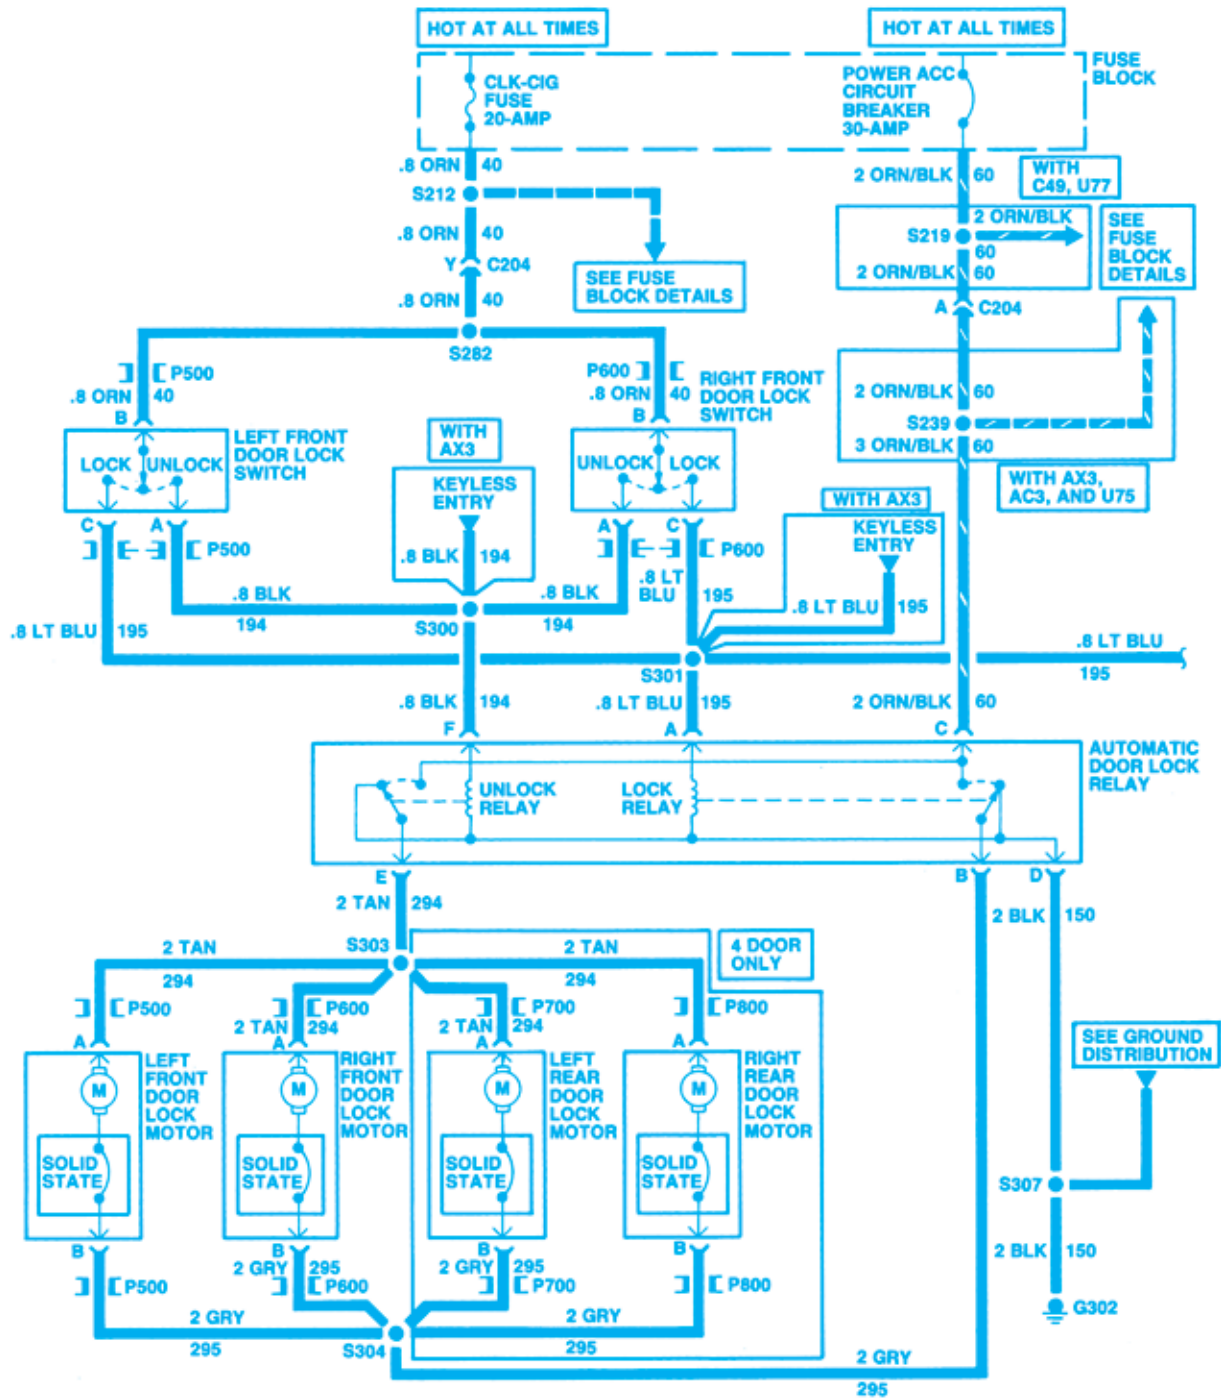 HOT AT ALL TIMES
HOT AT ALL TIMES
CLK-CIG
FUSE
20-AMP
POWER ACC
CIRCUIT
BREAKER
30-AMP
FUSE
BLOCK
.8 ORN 40
2 ORN/BLK 60
WITH
C49, U77
S212
2 ORN/BLK
SEE
FUSE
BLOCK
DETAILS
.8 ORN 40
S219
60
Y C204
2 ORN/BLK 60
SEE FUSE
BLOCK DETAILS
.8 ORN 40
A C204
S282
P500
P600
RIGHT FRONT
DOOR LOCK
SWITCH
.8 ORN 40
.8 ORN 40
2 ORN/BLK 60
B
B
S239
WITH
AX3
LEFT FRONT
DOOR LOCK
SWITCH
3 ORN/BLK 60
LOCK UNLOCK
UNLOCK LOCK
KEYLESS
ENTRY
WITH AX3,
AC3, AND U75
WITH AX3
C A
A C
KEYLESS
ENTRY
P500
P600
.8 BLK 194
.8 LT
BLU 195
.8 BLK
194
.8 BLK
194
.8 LT BLU 195
S300
.8 LT BLU 195
.8 LT BLU
195
S301
.8 BLK 194
.8 LT BLU 195
2 ORN/BLK 60
F
A
C
AUTOMATIC
DOOR LOCK
RELAY
UNLOCK
RELAY
LOCK
RELAY
E
B
D
2 TAN 294
2 BLK 150
S303
2 TAN
294
2 TAN
294
4 DOOR
ONLY
P500
P600
P700
P800
2 TAN 294
2 TAN 294
A
A
A
A
SEE GROUND
DISTRIBUTION
LEFT
FRONT
DOOR
LOCK
MOTOR
RIGHT
FRONT
DOOR
LOCK
MOTOR
LEFT
REAR
DOOR
LOCK
MOTOR
RIGHT
REAR
DOOR
LOCK
MOTOR
M
M
M
M
SOLID
STATE
SOLID
STATE
SOLID
STATE
SOLID
STATE
S307
B
B
B
B
2 GRY 295
2 GRY 295
2 BLK 150
P500
P600
P700
P800
G302
2 GRY
295
2 GRY
295
S304
2 GRY
295